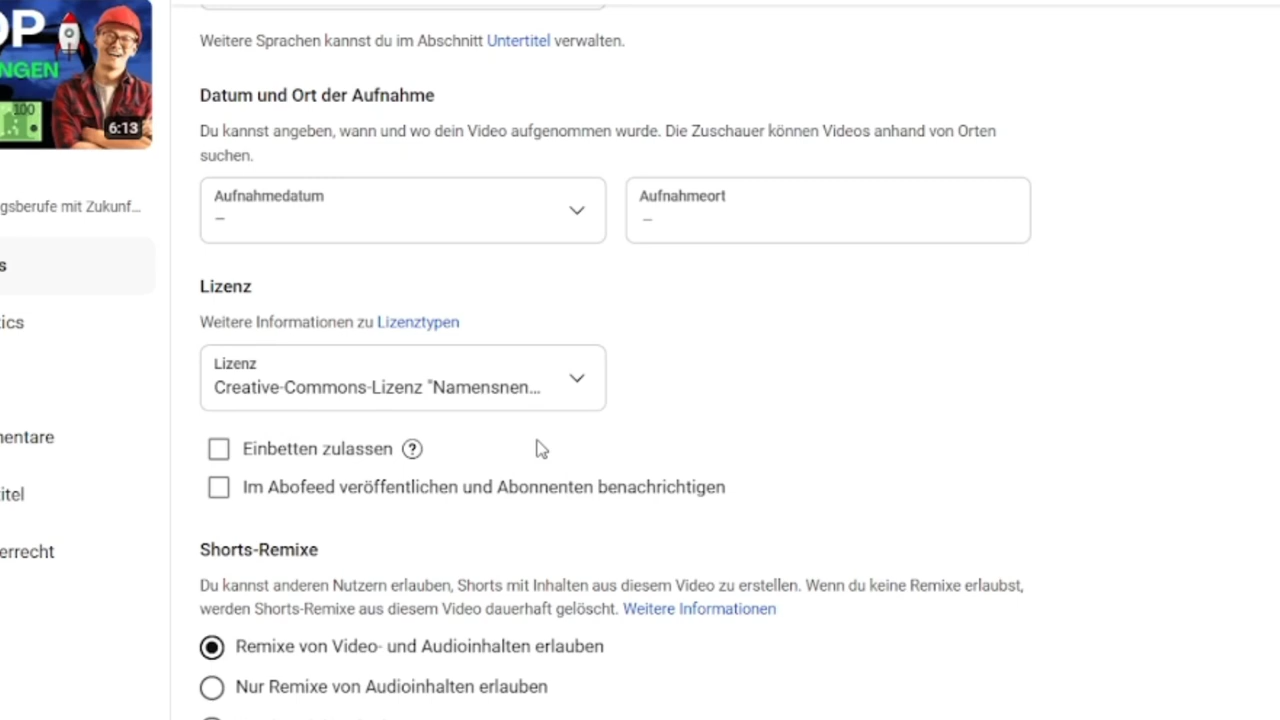 OP
NGEN
100
6:13
gsberufe mit Zukunf...
s
tics
nentare
itel
errecht
Weitere Sprachen kannst du im Abschnitt Untertitel verwalten.
Datum und Ort der Aufnahme
Du kannst angeben, wann und wo dein Video aufgenommen wurde. Die Zuschauer können Videos anhand von Orten
suchen.
Aufnahmedatum
–
Aufnahmeort
–
Lizenz
Weitere Informationen zu Lizenztypen
Lizenz
Creative-Commons-Lizenz "Namensnen...
Einbetten zulassen ?
Im Abofeed veröffentlichen und Abonnenten benachrichtigen
Shorts-Remixe
Du kannst anderen Nutzern erlauben, Shorts mit Inhalten aus diesem Video zu erstellen. Wenn du keine Remixe erlaubst,
werden Shorts-Remixe aus diesem Video dauerhaft gelöscht. Weitere Informationen
Remixe von Video- und Audioinhalten erlauben
Nur Remixe von Audioinhalten erlauben